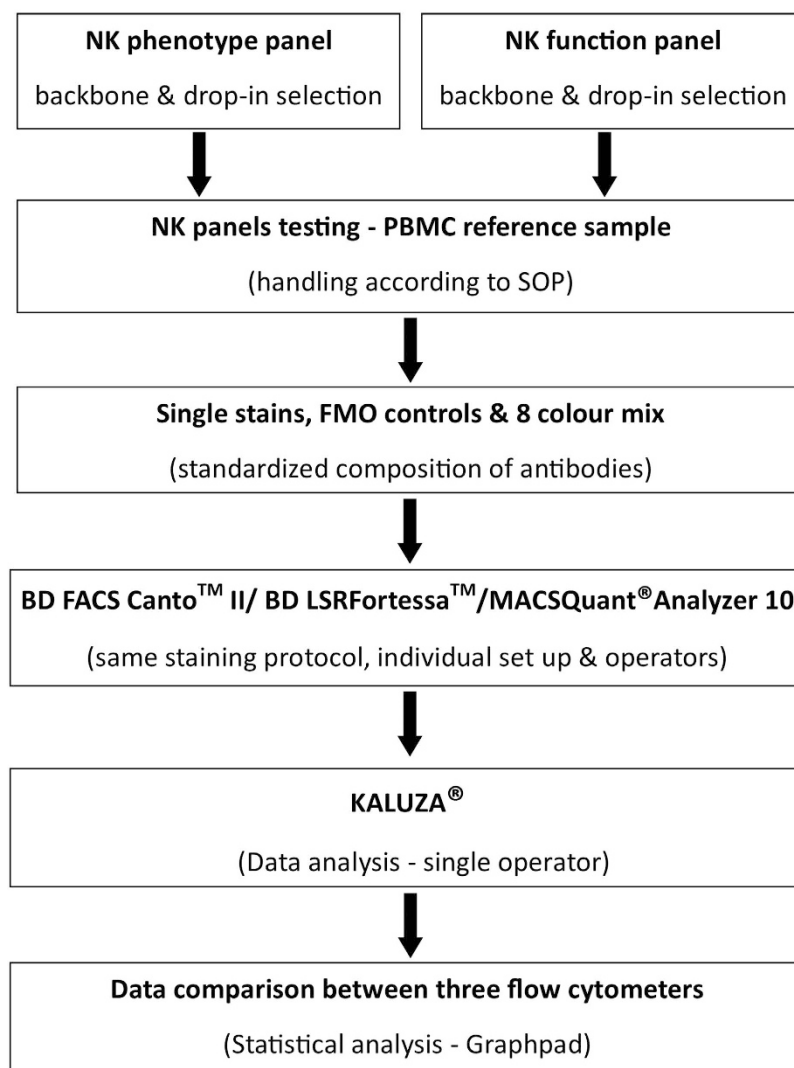 NK phenotype panel
backbone & drop-in selection
NK function panel
backbone & drop-in selection
NK panels testing - PBMC reference sample
(handling according to SOP)
Single stains, FMO controls & 8 colour mix
(standardized composition of antibodies)
BD FACS Canto™ II/ BD LSRFortessa™/MACSQuant®Analyzer 10
(same staining protocol, individual set up & operators)
KALUZA®
(Data analysis - single operator)
Data comparison between three flow cytometers
(Statistical analysis - Graphpad)